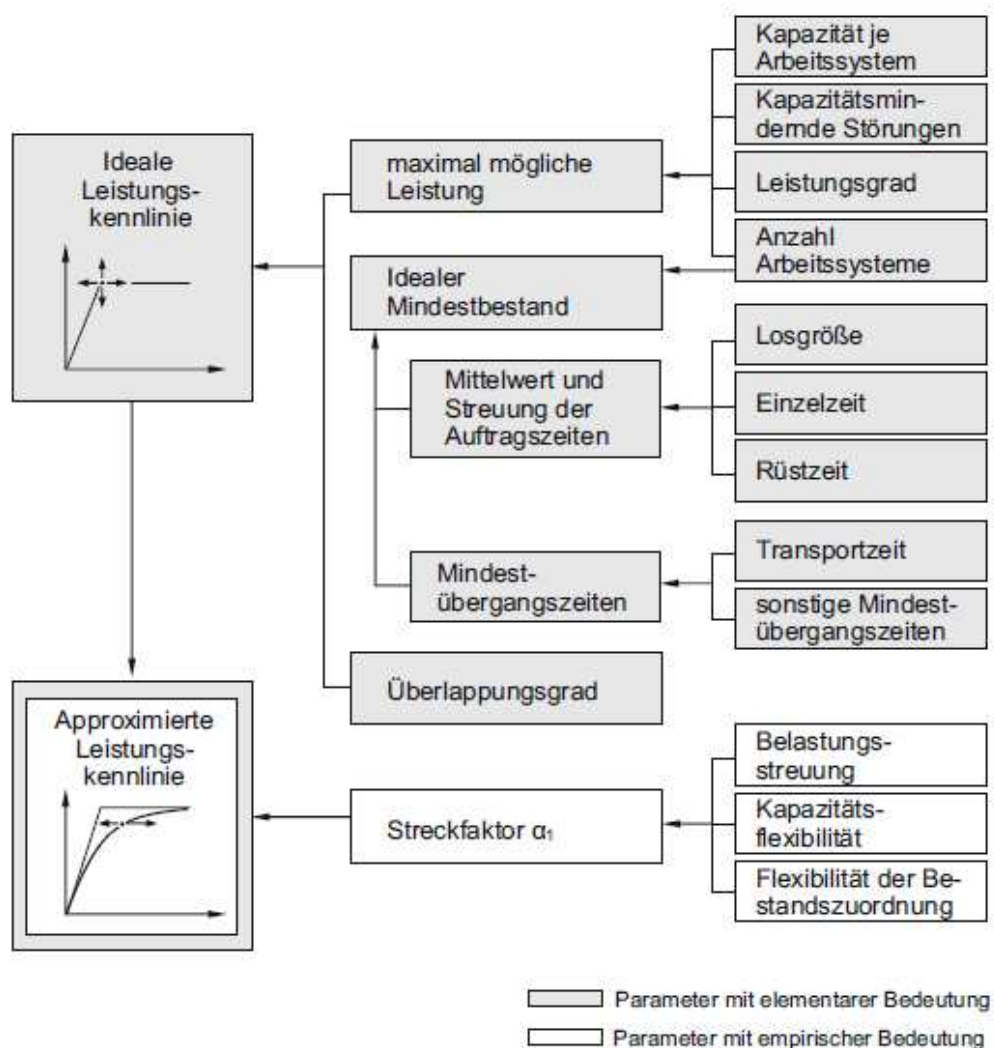 Ideale
Leistungs-
kennlinie
Approximierte
Leistungs-
kennlinie
maximal mögliche
Leistung
Idealer
Mindestbestand
Mittelwert und
Streuung der
Auftragszeiten
Mindest-
übergangszeiten
Überlappungsgrad
Streckfaktor α₁
Kapazität je
Arbeitssystem
Kapazitätsmin-
dernde Störungen
Leistungsgrad
Anzahl
Arbeitssysteme
Losgröße
Einzelzeit
Rüstzeit
Transportzeit
sonstige Mindest-
übergangszeiten
Belastungs-
streuung
Kapazitäts-
flexibilität
Flexibilität der Be-
standszuordnung
Parameter mit elementarer Bedeutung
Parameter mit empirischer Bedeutung